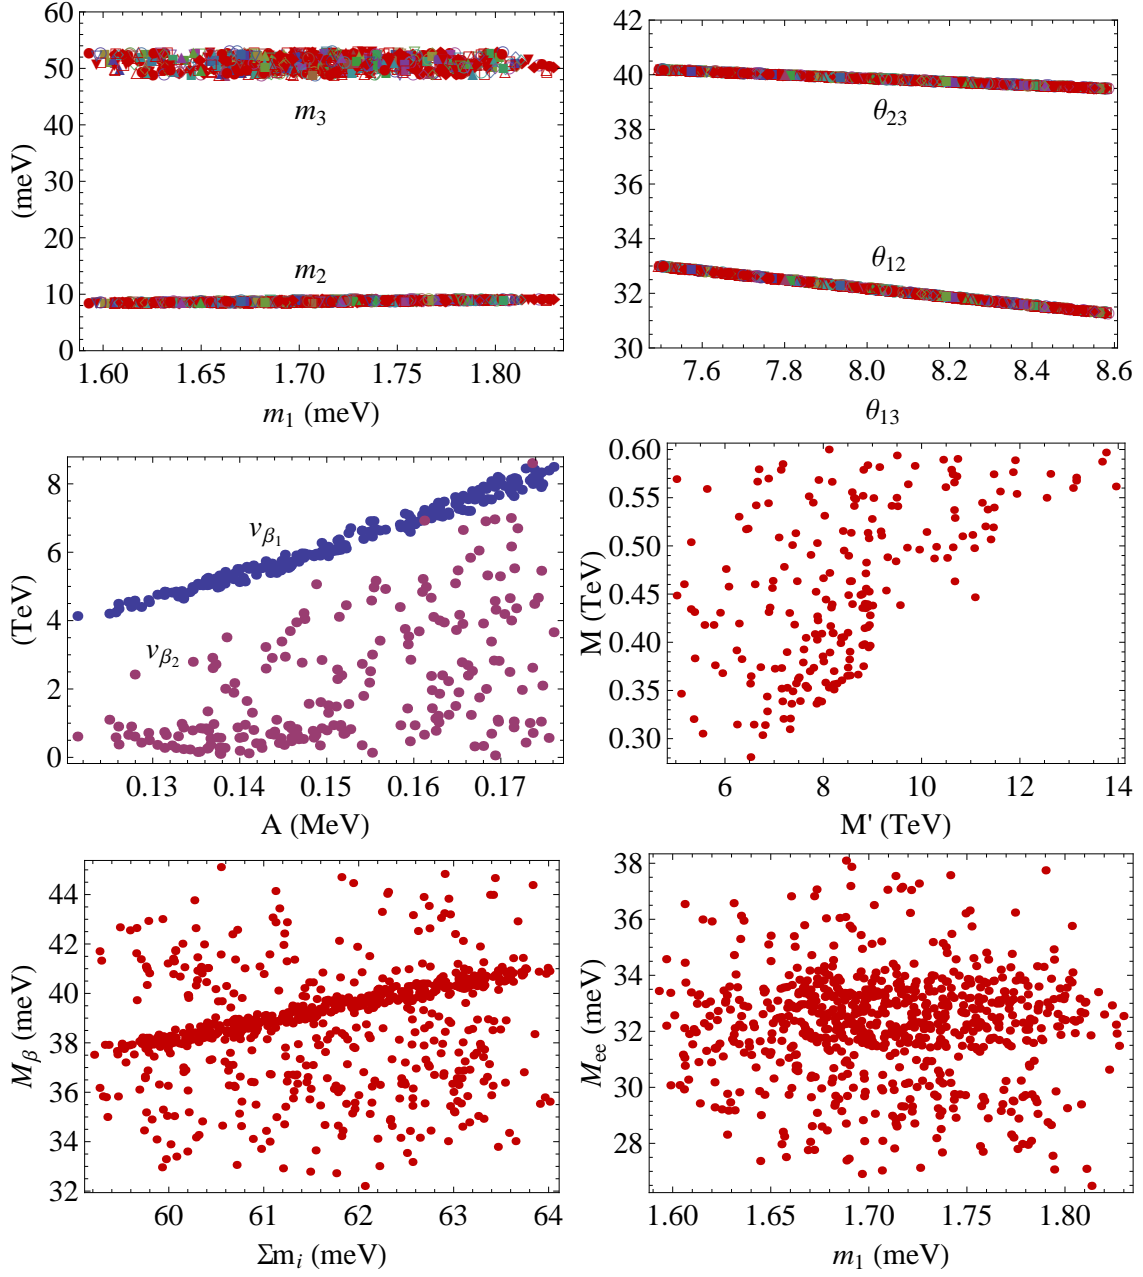 60
50
40
30
20
10
0
(meV)
m3
m2
1.60 1.65 1.70 1.75 1.80
m1 (meV)
42
40
38
36
34
32
30
θ23
θ12
7.6 7.8 8.0 8.2 8.4 8.6
θ13
8
6
4
2
0
(TeV)
vβ1
vβ2
0.13 0.14 0.15 0.16 0.17
A (MeV)
0.60
0.55
0.50
0.45
0.40
0.35
0.30
M (TeV)
6 8 10 12 14
M' (TeV)
44
42
40
38
36
34
32
Mβ (meV)
60 61 62 63 64
Σmi (meV)
38
36
34
32
30
28
Mee (meV)
1.60 1.65 1.70 1.75 1.80
m1 (meV)